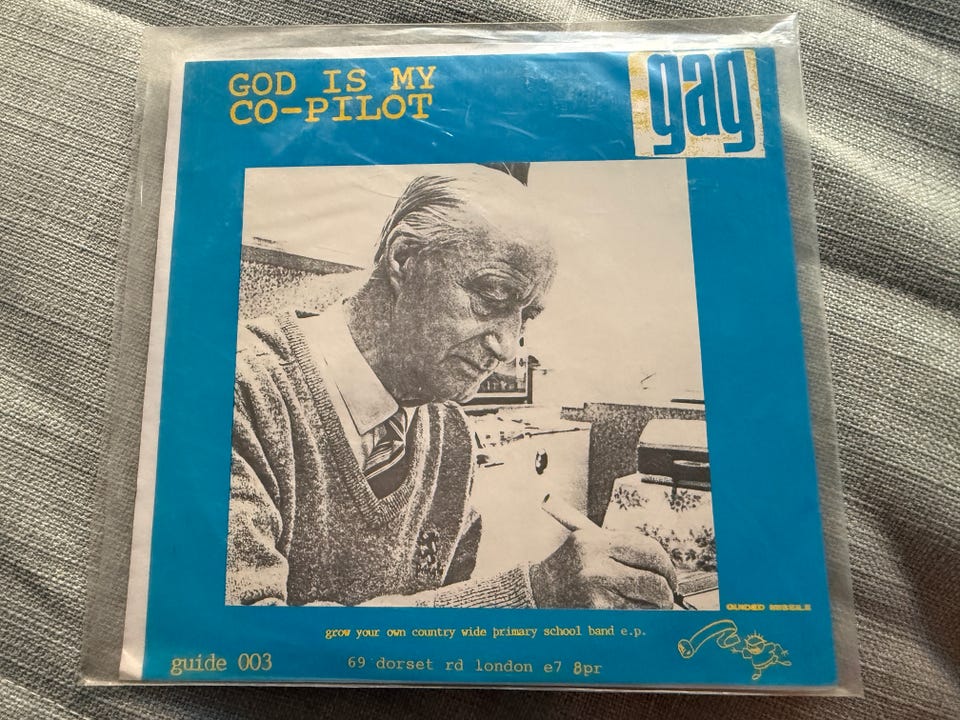 GOD IS MY
CO-PILOT
gag
GUIDED MISSILE
grow your own country wide primary school band e.p.
guide 003
69 dorset rd london e7 8pr